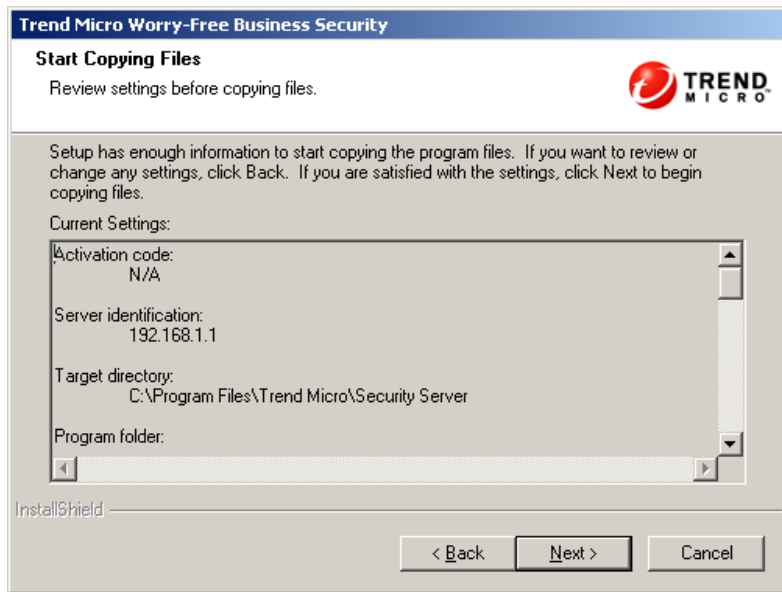 Trend Micro Worry-Free Business Security
Start Copying Files
Review settings before copying files.
TREND
MICRO
Setup has enough information to start copying the program files. If you want to review or
change any settings, click Back. If you are satisfied with the settings, click Next to begin
copying files.
Current Settings:
Activation code:
N/A
Server identification:
192.168.1.1
Target directory:
C:\Program Files\Trend Micro\Security Server
Program folder:
InstallShield
< Back
Next >
Cancel